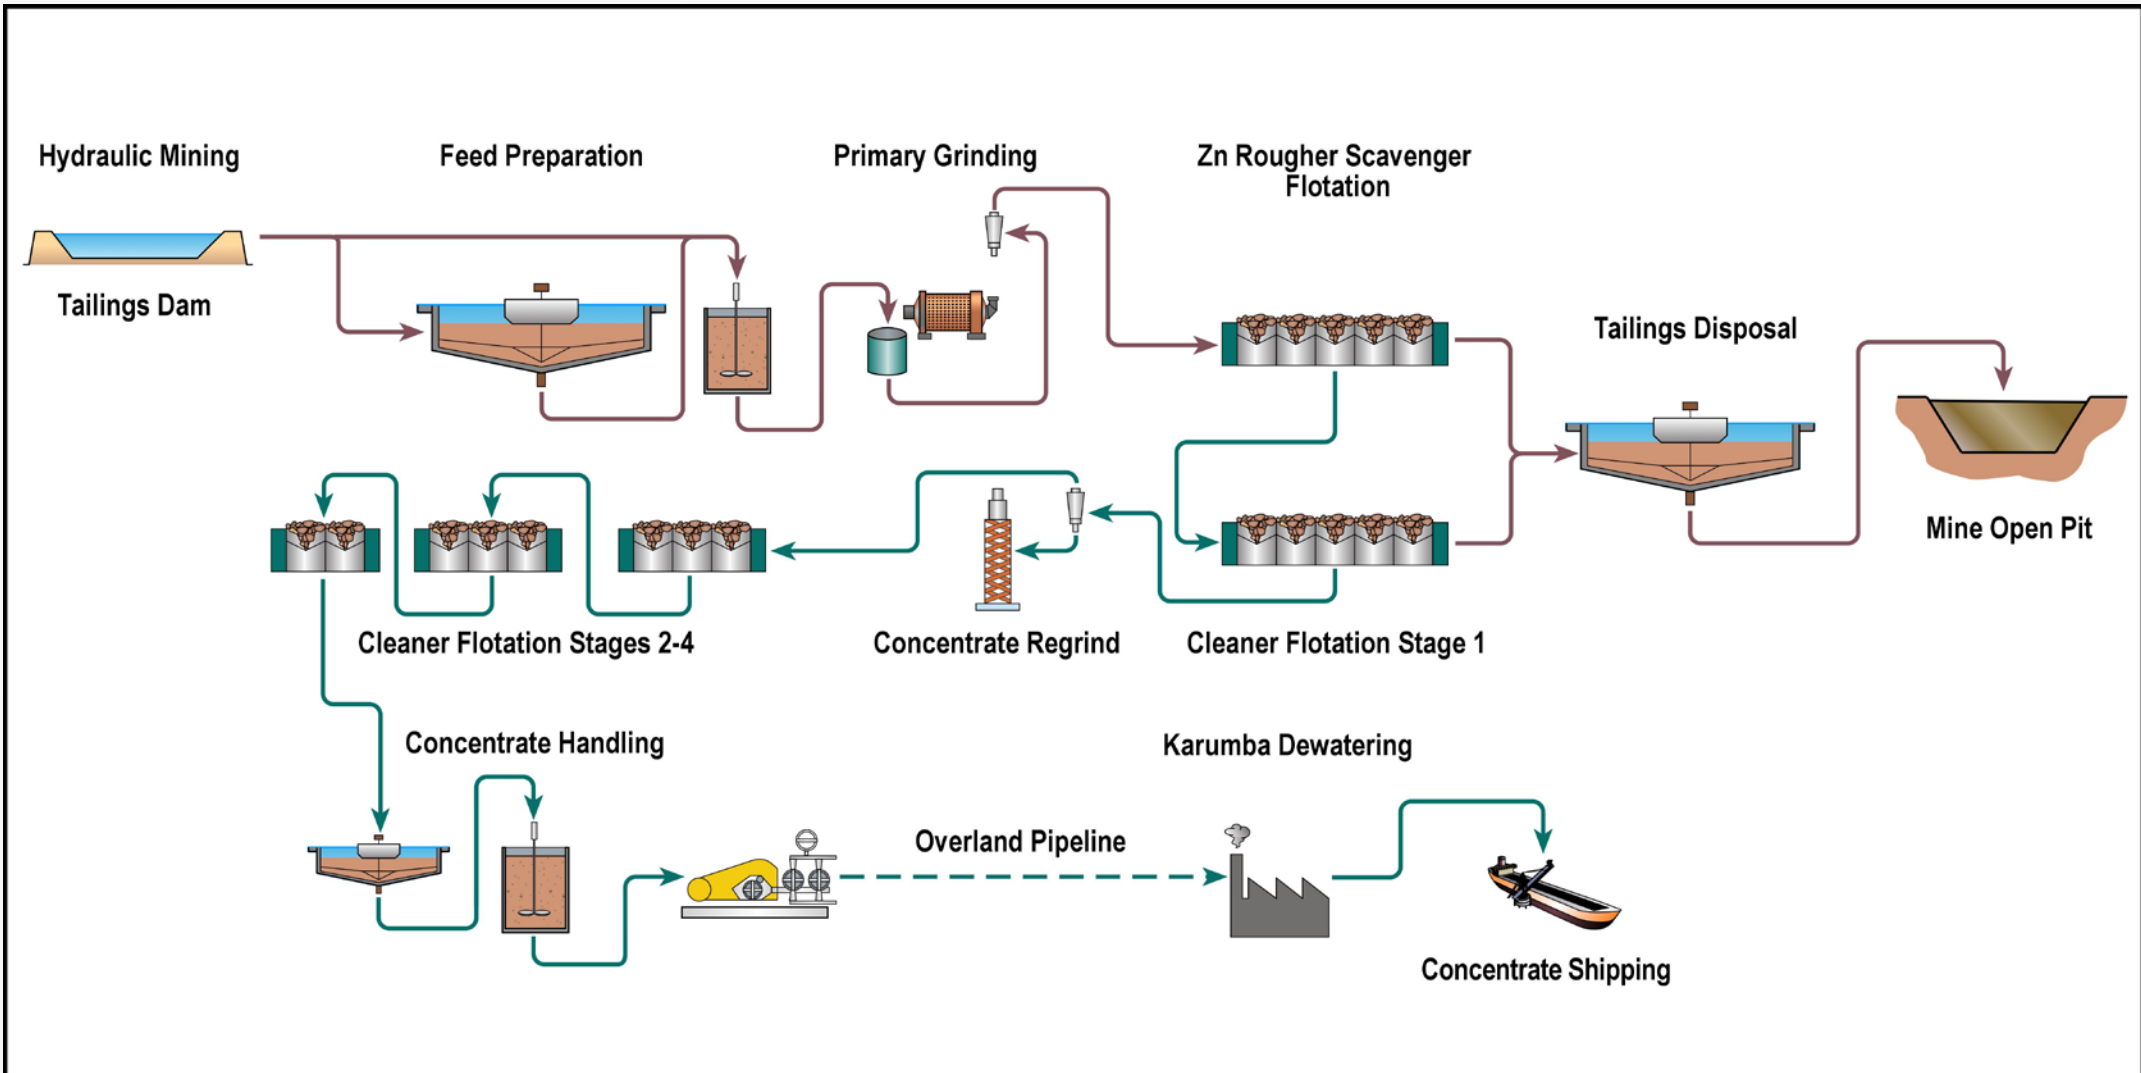 Hydraulic Mining
Feed Preparation
Primary Grinding
Zn Rougher Scavenger
Flotation
Tailings Dam
Tailings Disposal
Mine Open Pit
Cleaner Flotation Stages 2-4
Concentrate Regrind
Cleaner Flotation Stage 1
Concentrate Handling
Karumba Dewatering
Overland Pipeline
Concentrate Shipping